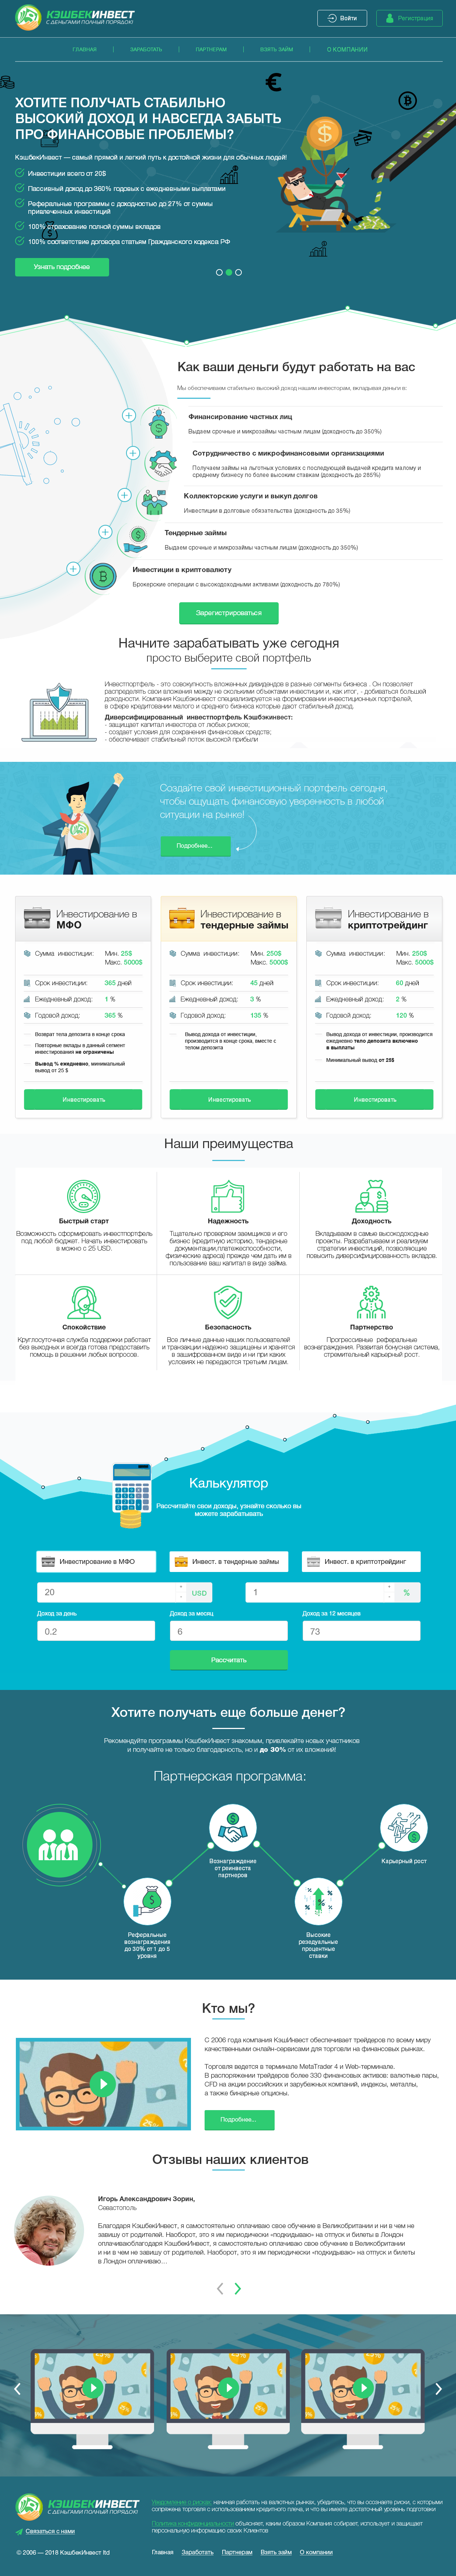 КЭШБЕКИНВЕСТ
С ДЕНЬГАМИ ПОЛНЫЙ ПОРЯДОК!
Войти
Регистрация
ГЛАВНАЯ
ЗАРАБОТАТЬ
ПАРТНЕРАМ
ВЗЯТЬ ЗАЙМ
О КОМПАНИИ
ХОТИТЕ ПОЛУЧАТЬ СТАБИЛЬНО
ВЫСОКИЙ ДОХОД И НАВСЕГДА ЗАБЫТЬ
ПРО ФИНАНСОВЫЕ ПРОБЛЕМЫ?
КэшбекИнвест — самый прямой и легкий путь к достойной жизни для обычных людей!
Инвестиции всего от 20$
Пассивный доход до 360% годовых с ежедневными выплатами
Реферальные программы с доходностью до 27% от суммы
привлеченных инвестиций
100% страхование полной суммы вкладов
100% соответствие договора статьям Гражданского кодекса РФ
Узнать подробнее
Как ваши деньги будут работать на вас
Мы обеспечиваем стабильно высокий доход нашим инвесторам, вкладывая деньги в:
Финансирование частных лиц
Выдаем срочные и микрозаймы частным лицам (доходность до 350%)
Сотрудничество с микрофинансовыми организациями
Получаем займы на льготных условиях с последующей выдачей кредита малому и
среднему бизнесу по более высоким ставкам (доходность до 285%)
Коллекторские услуги и выкуп долгов
Инвестиции в долговые обязательства (доходность до 35%)
Тендерные займы
Выдаем срочные и микрозаймы частным лицам (доходность до 350%)
Инвестиции в криптовалюту
Брокерские операции с высокодоходными активами (доходность до 780%)
Зарегистрироваться
Начните зарабатывать уже сегодня
просто выберите свой портфель
Инвестпортфель - это совокупность вложенных дивидендов в разные сегменты бизнеса . Он позволяет
распределять свои вложения между не сколькими объектами инвестиции и, как итог, - добиваться большей
доходности. Компания Кэшбэкинвест специализируется на формировании инвестиционных портфелей,
в сфере кредитовании малого и среднего бизнеса которые дают стабильный доход.
Диверсифицированный инвестпортфель Кэшбэкинвест:
- защищает капитал инвестора от любых рисков;
- создает условия для сохранения финансовых средств;
- обеспечивает стабильный поток высокой прибыли
Создайте свой инвестиционный портфель сегодня,
чтобы ощущать финансовую уверенность в любой
ситуации на рынке!
Подробнее...
Инвестирование в
МФО
Сумма инвестиции:
Мин. 25$
Макс. 5000$
Срок инвестиции:
365 дней
Ежедневный доход:
1 %
Годовой доход:
365 %
Возврат тела депозита в конце срока
Повторные вклады в данный сегмент
инвестирования не ограничены
Вывод % ежедневно, минимальный
вывод от 25 $
Инвестировать
Инвестирование в
тендерные займы
Сумма инвестиции:
Мин. 250$
Макс. 5000$
Срок инвестиции:
45 дней
Ежедневный доход:
3 %
Годовой доход:
135 %
Вывод дохода от инвестиции,
производится в конце срока, вместе с
телом депозита
Инвестировать
Инвестирование в
криптотрейдинг
Сумма инвестиции:
Мин. 250$
Макс. 5000$
Срок инвестиции:
60 дней
Ежедневный доход:
2 %
Годовой доход:
120 %
Вывод дохода от инвестиции, производится
ежедневно тело депозита включено
в выплаты
Минимальный вывод от 25$
Инвестировать
Наши преимущества
Быстрый старт
Возможность сформировать инвестпортфель
под любой бюджет. Начать инвестировать
в можно с 25 USD.
Надежность
Тщательно проверяем заемщиков и его
бизнес (кредитную историю, тендерные
документации,платежеспособности,
физические адреса) прежде чем дать им в
пользование ваш капитал в виде займа.
Доходность
Вкладываем в самые высокодоходные
проекты. Разрабатываем и реализуем
стратегии инвестиций, позволяющие
повысить диверсифицированность вкладов.
Спокойствие
Круглосуточная служба поддержки работает
без выходных и всегда готова предоставить
помощь в решении любых вопросов.
Безопасность
Все личные данные наших пользователей
и транзакции надежно защищены и хранятся
в зашифрованном виде и ни при каких
условиях не передаются третьим лицам.
Партнерство
Прогрессивные реферальные
вознаграждения. Развитая бонусная система,
стромительный карьерный рост.
Калькулятор
Рассчитайте свои доходы, узнайте сколько вы
можете зарабатывать
Инвестирование в МФО
Инвест. в тендерные займы
Инвест. в криптотрейдинг
20
USD
1
%
Доход за день
Доход за месяц
Доход за 12 месяцев
0.2
6
73
Рассчитать
Хотите получать еще больше денег?
Рекомендуйте программы КэшбекИнвест знакомым, привлекайте новых участников
и получайте не только благодарность, но и до 30% от их вложений!
Партнерская программа:
Вознаграждение
от реинвеста
партнеров
Карьерный рост
Реферальные
вознаграждения
до 30% от 1 до 5
уровня
Высокие
резедуальные
процентные
ставки
Кто мы?
С 2006 года компания КэшИнвест обеспечивает трейдеров по всему миру
качественными онлайн-сервисами для торговли на финансовых рынках.
Торговля ведется в терминале MetaTrader 4 и Web-терминале.
В распоряжении трейдеров более 330 финансовых активов: валютные пары,
CFD на акции российских и зарубежных компаний, индексы, металлы,
а также бинарные опционы.
Подробнее...
Отзывы наших клиентов
Игорь Александрович Зорин,
Севастополь
Благодаря КэшбекИнвест, я самостоятельно оплачиваю свое обучение в Великобритании и ни в чем не
завишу от родителей. Наоборот, это я им периодически «подкидываю» на отпуск и билеты в Лондон
оплачиваюблагодаря КэшбекИнвест, я самостоятельно оплачиваю свое обучение в Великобритании
и ни в чем не завишу от родителей. Наоборот, это я им периодически «подкидываю» на отпуск и билеты
в Лондон оплачиваю…
КЭШБЕКИНВЕСТ
С ДЕНЬГАМИ ПОЛНЫЙ ПОРЯДОК!
Связаться с нами
Уведомление о рисках: начиная работать на валютных рынках, убедитесь, что вы осознаете риски, с которыми
сопряжена торговля с использованием кредитного плеча, и что вы имеете достаточный уровень подготовки.
Политика конфиденциальности объясняет, каким образом Компания собирает, использует и защищает
персональную информацию своих Клиентов
© 2006 — 2018 КэшбекИнвест ltd
Главная
Заработать
Партнерам
Взять займ
О компании